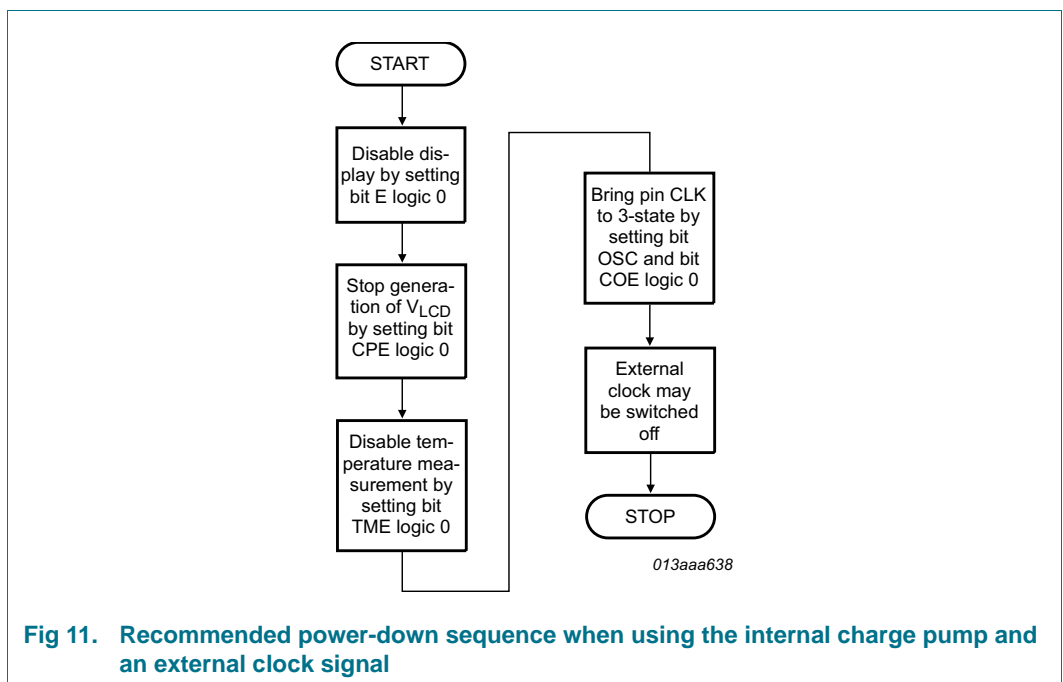 START
Disable dis-
play by setting
bit E logic 0
Stop genera-
tion of VLCD
by setting bit
CPE logic 0
Disable tem-
perature mea-
surement by
setting bit
TME logic 0
Bring pin CLK
to 3-state by
setting bit
OSC and bit
COE logic 0
External
clock may
be switched
off
STOP
013aaa638
Fig 11. Recommended power-down sequence when using the internal charge pump and
an external clock signal